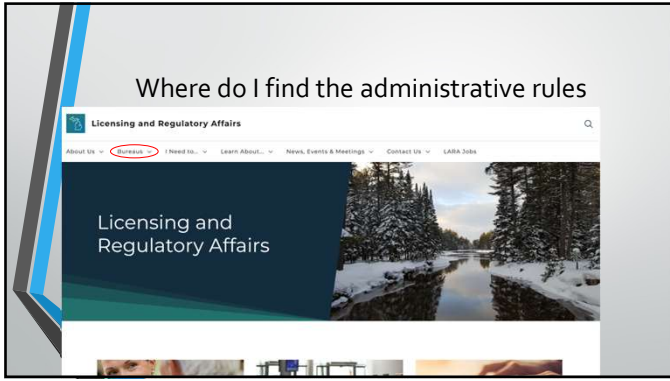 Where do I find the administrative rules
Licensing and Regulatory Affairs
About Us Bureaus I Need to... Learn About... News, Events & Meetings Contact Us LARA Jobs
Licensing and
Regulatory Affairs